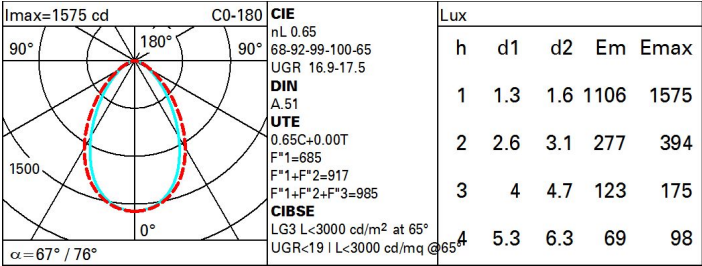 Imax=1575 cd C0-180
90° 180° 90°
1500
0°
α=67° / 76°
CIE
nL 0.65
68-92-99-100-65
UGR 16.9-17.5
DIN
A.51
UTE
0.65C+0.00T
F"1=685
F"1+F"2=917
F"1+F"2+F"3=985
CIBSE
LG3 L<3000 cd/m² at 65°
UGR<19 | L<3000 cd/mq @65°
Lux
h d1 d2 Em Emax
1 1.3 1.6 1106 1575
2 2.6 3.1 277 394
3 4 4.7 123 175
4 5.3 6.3 69 98